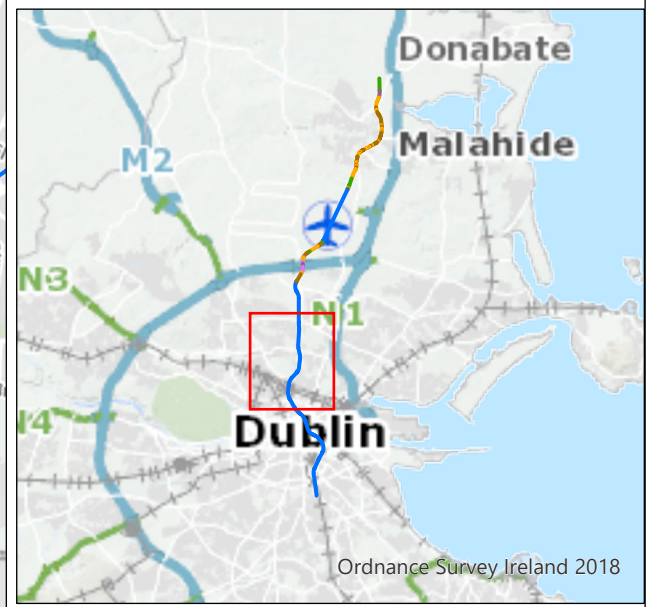 Donabate
M2
Malahide
N3
N1
N4
Dublin
Ordnance Survey Ireland 2018